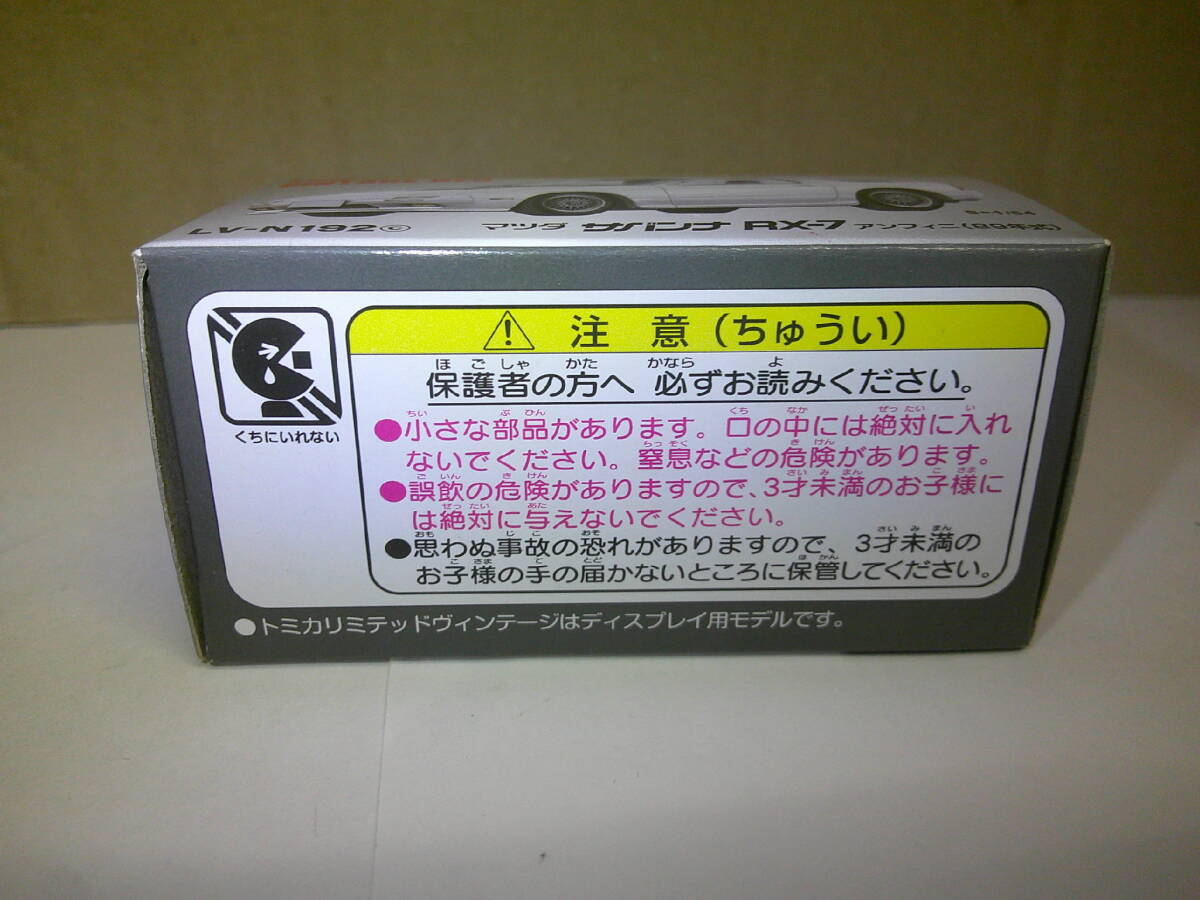 LV-N192c マツダ サバンナ RX-7 アンフィニ(89年式)
S=1/64
くちにいれない
注意(ちゅうい)
保護者の方へ 必ずお読みください。
●小さな部品があります。口の中には絶対に入れ
ないでください。窒息などの危険があります。
●誤飲の危険がありますので、3才未満のお子様に
は絶対に与えないでください。
●思わぬ事故の恐れがありますので、3才未満の
お子様の手の届かないところに保管してください。
●トミカリミテッドヴィンテージはディスプレイ用モデルです。